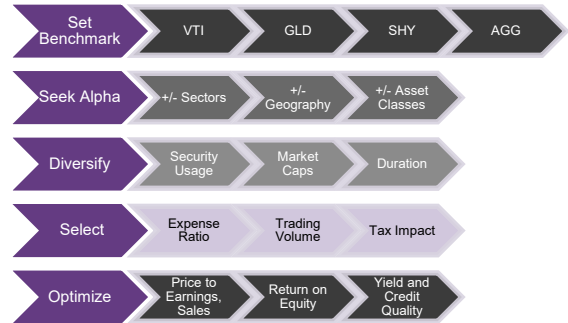 Set
Benchmark
VTI
GLD
SHY
AGG
Seek Alpha
+/- Sectors
+/-
Geography
+/- Asset
Classes
Diversify
Security
Usage
Market
Caps
Duration
Select
Expense
Ratio
Trading
Volume
Tax Impact
Optimize
Price to
Earnings,
Sales
Return on
Equity
Yield and
Credit
Quality